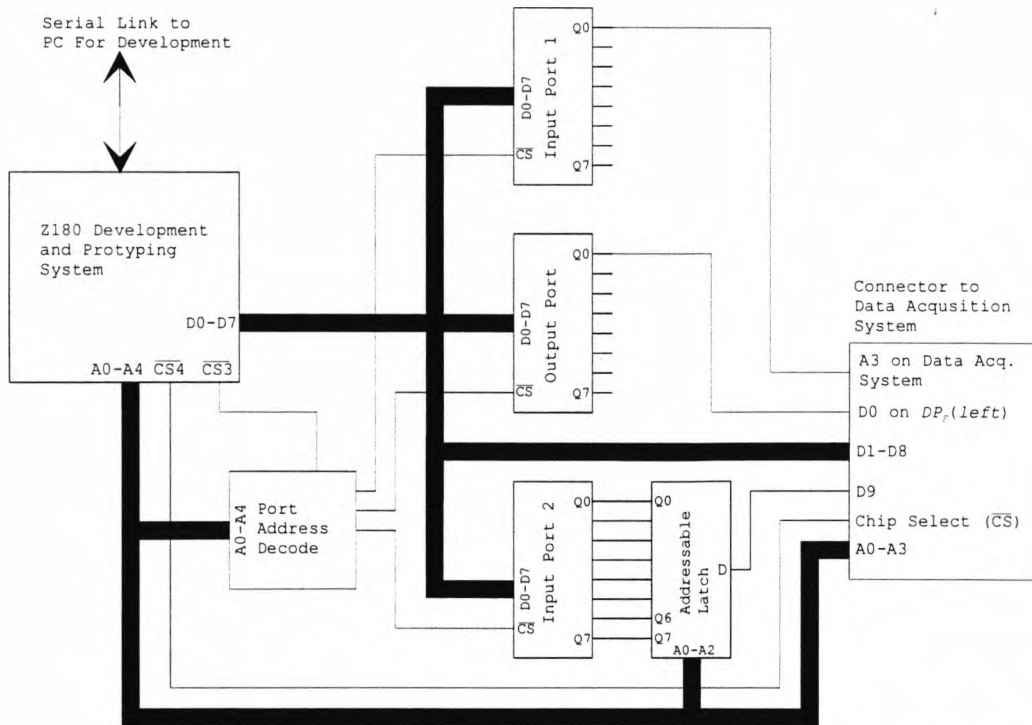 Serial Link to
PC For Development
Z180 Development
and Protyping
System
D0-D7
A0-A4 CS4 CS3
Port
Address
Decode
A0-A4
Q0
D0-D7
Input Port 1
CS
Q7
Q0
D0-D7
Output Port
CS
Q7
Q0
D0-D7
Input Port 2
CS
Q7
Q0
Addressable
Latch
D
Q6
Q7
A0-A2
Connector to
Data Acqusition
System
A3 on Data Acq.
System
D0 on DPF(left)
D1-D8
D9
Chip Select (CS)
A0-A3